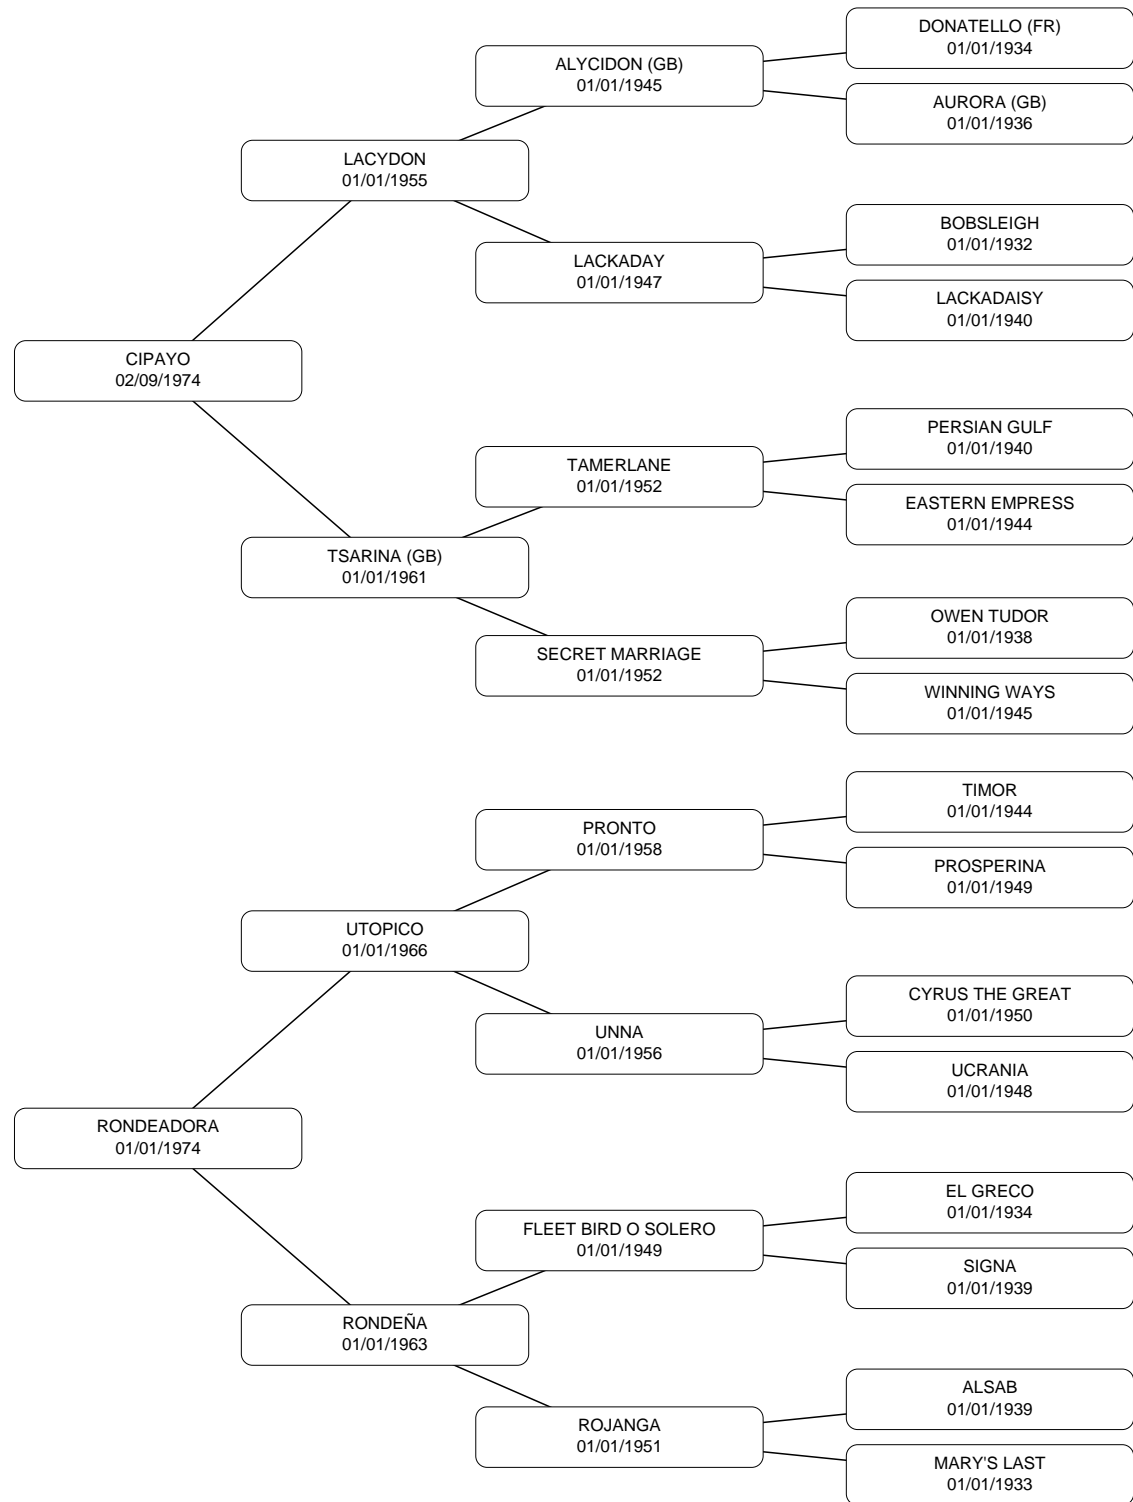 DONATELLO (FR)
01/01/1934
ALYCIDON (GB)
01/01/1945
AURORA (GB)
01/01/1936
LACYDON
01/01/1955
BOBSLEIGH
01/01/1932
LACKADAY
01/01/1947
LACKADAISY
01/01/1940
CIPAYO
02/09/1974
PERSIAN GULF
01/01/1940
TAMERLANE
01/01/1952
EASTERN EMPRESS
01/01/1944
TSARINA (GB)
01/01/1961
OWEN TUDOR
01/01/1938
SECRET MARRIAGE
01/01/1952
WINNING WAYS
01/01/1945
TIMOR
01/01/1944
PRONTO
01/01/1958
PROSPERINA
01/01/1949
UTOPICO
01/01/1966
CYRUS THE GREAT
01/01/1950
UNNA
01/01/1956
UCRANIA
01/01/1948
RONDEADORA
01/01/1974
EL GRECO
01/01/1934
FLEET BIRD O SOLERO
01/01/1949
SIGNA
01/01/1939
RONDEÑA
01/01/1963
ALSAB
01/01/1939
ROJANGA
01/01/1951
MARY'S LAST
01/01/1933